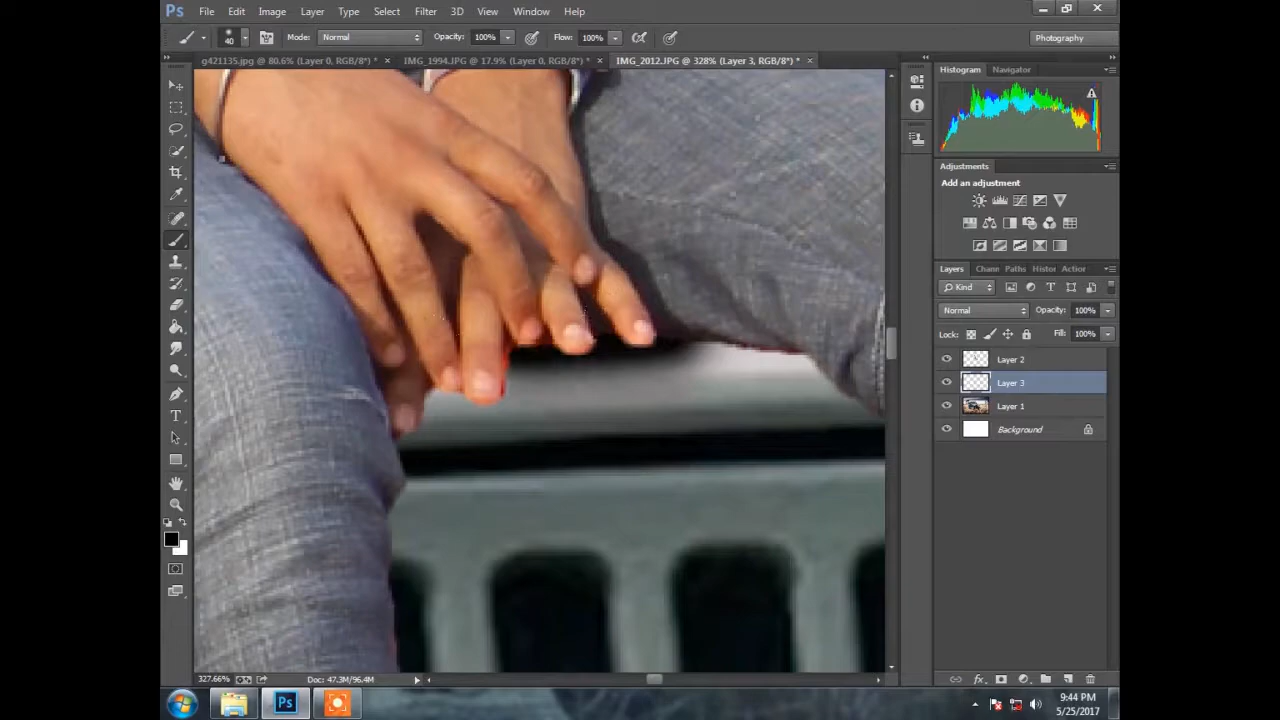 Ps File Edit Image Layer Type Select Filter 3D View Window Help
40 Mode: Normal Opacity: 100% Flow: 100% Photography
g421135.jpg @ 80.6% (Layer 0, RGB/8*) * × IMG_1994.JPG @ 17.9% (Layer 0, RGB/8*) * × IMG_2012.JPG @ 328% (Layer 3, RGB/8*) * ×
Histogram Navigator
Adjustments
Add an adjustment
Layers Chann Paths Histor Action
Kind
Normal Opacity: 100%
Lock: Fill: 100%
Layer 2
Layer 3
Layer 1
Background
327.66% Doc: 47.3M/96.4M
Ps 9:44 PM
5/25/2017